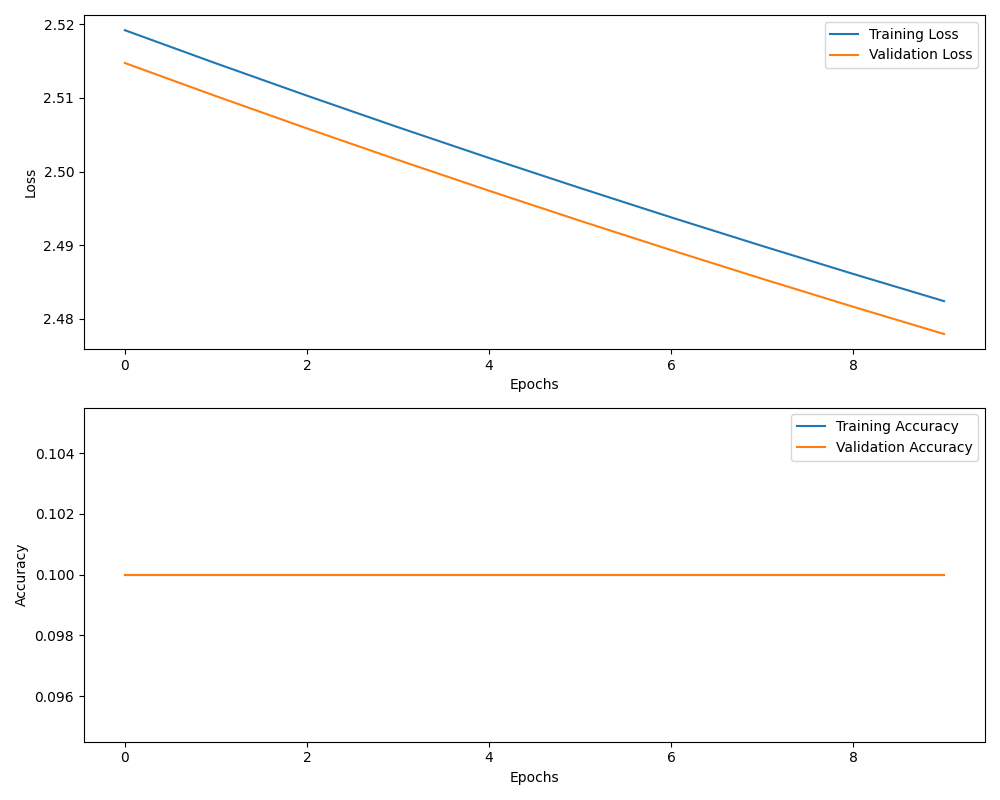 2.52
2.51
2.50
2.49
2.48
Loss
Training Loss
Validation Loss
0 2 4 6 8
Epochs
0.104
0.102
0.100
0.098
0.096
Accuracy
Training Accuracy
Validation Accuracy
0 2 4 6 8
Epochs